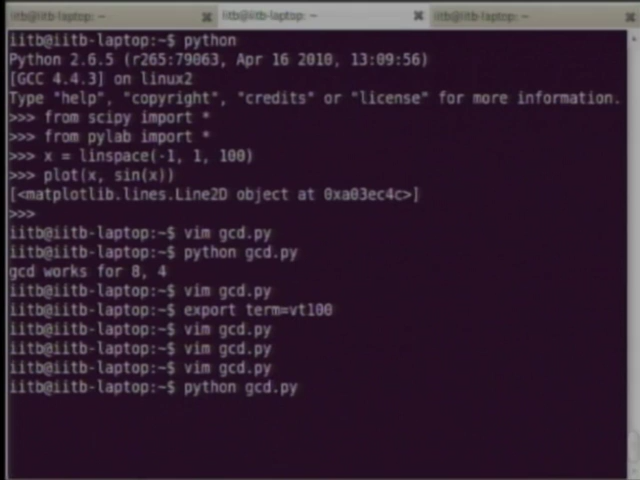 iitb@iitb-laptop: ~
iitb@iitb-laptop: ~
iitb@iitb-laptop: ~
iitb@iitb-laptop:~$ python
Python 2.6.5 (r265:79063, Apr 16 2010, 13:09:56)
[GCC 4.4.3] on linux2
Type "help", "copyright", "credits" or "license" for more information.
>>> from scipy import *
>>> from pylab import *
>>> x = linspace(-1, 1, 100)
>>> plot(x, sin(x))
[<matplotlib.lines.Line2D object at 0xa03ec4c>]
>>>
iitb@iitb-laptop:~$ vim gcd.py
iitb@iitb-laptop:~$ python gcd.py
gcd works for 8, 4
iitb@iitb-laptop:~$ vim gcd.py
iitb@iitb-laptop:~$ export term=vt100
iitb@iitb-laptop:~$ vim gcd.py
iitb@iitb-laptop:~$ vim gcd.py
iitb@iitb-laptop:~$ vim gcd.py
iitb@iitb-laptop:~$ python gcd.py